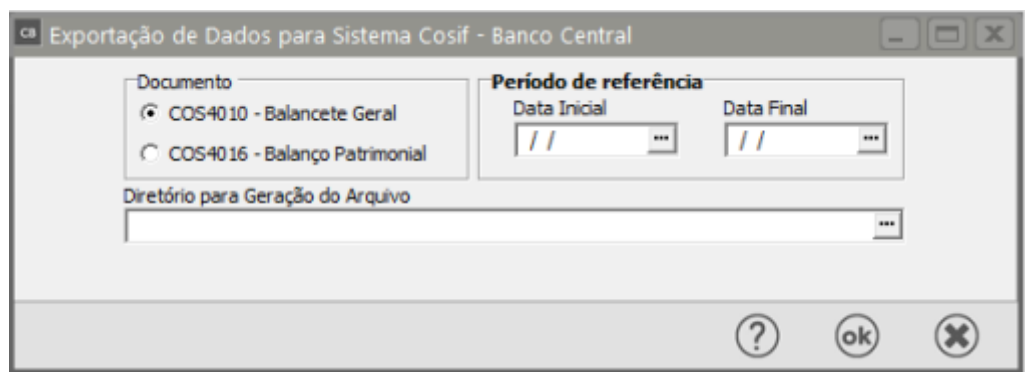 CB Exportação de Dados para Sistema Cosif - Banco Central
Documento
COS4010 - Balancete Geral
COS4016 - Balanço Patrimonial
Período de referência
Data Inicial
Data Final
/ /
...
/ /
...
Diretório para Geração do Arquivo
...
?
ok